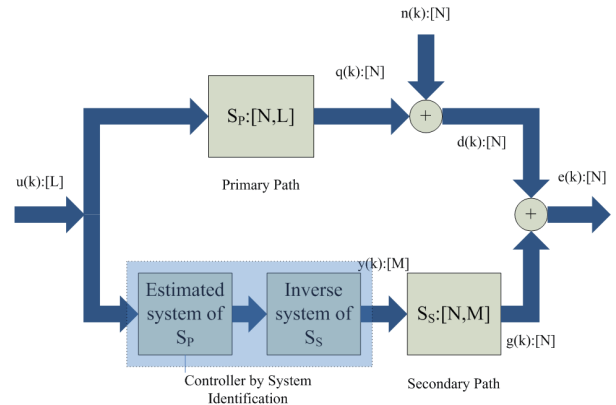 n(k):[N]
q(k):[N]
S_P:[N,L]
+
d(k):[N]
Primary Path
u(k):[L]
e(k):[N]
+
y(k):[M]
Estimated
system of
S_P
Inverse
system of
S_S
S_S:[N,M]
g(k):[N]
Controller by System
Identification
Secondary Path